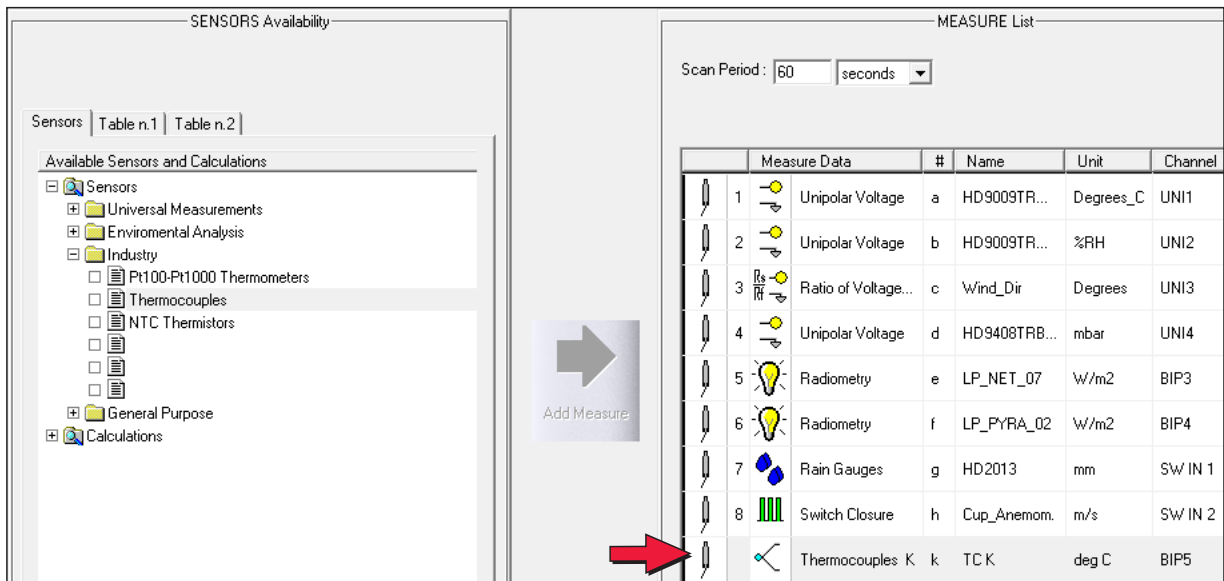 SENSORS Availability
Sensors Table n.1 Table n.2
Available Sensors and Calculations
Sensors
Universal Measurements
Enviromental Analysis
Industry
Pt100-Pt1000 Thermometers
Thermocouples
NTC Thermistors
General Purpose
Calculations
Add Measure
MEASURE List
Scan Period : 60 seconds
Measure Data # Name Unit Channel
1 Unipolar Voltage a HD9009TR... Degrees_C UNI1
2 Unipolar Voltage b HD9009TR... %RH UNI2
3 Rs Rf Ratio of Voltage... c Wind_Dir Degrees UNI3
4 Unipolar Voltage d HD9408TRB... mbar UNI4
5 Radiometry e LP_NET_07 W/m2 BIP3
6 Radiometry f LP_PYRA_02 W/m2 BIP4
7 Rain Gauges g HD2013 mm SW IN 1
8 Switch Closure h Cup_Anemom. m/s SW IN 2
Thermocouples K k TC K deg C BIP5